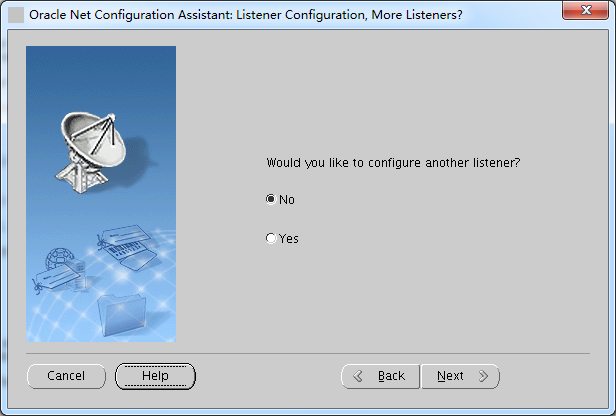 Oracle Net Configuration Assistant: Listener Configuration, More Listeners?
Would you like to configure another listener?
No
Yes
Cancel
Help
Back
Next